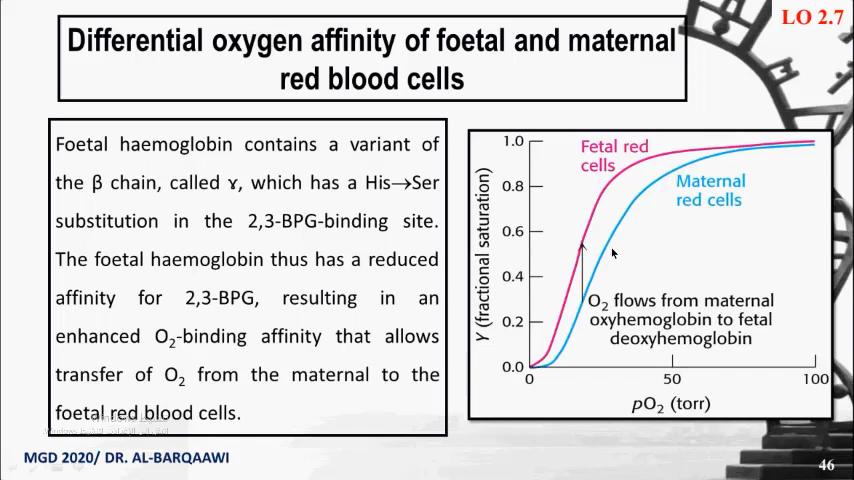 LO 2.7
Differential oxygen affinity of foetal and maternal
red blood cells
Foetal haemoglobin contains a variant of
the β chain, called ɤ, which has a His→Ser
substitution in the 2,3-BPG-binding site.
The foetal haemoglobin thus has a reduced
affinity for 2,3-BPG, resulting in an
enhanced O₂-binding affinity that allows
transfer of O₂ from the maternal to the
foetal red blood cells.
1.0
0.8
0.6
0.4
0.2
0.0
Y (fractional saturation)
Fetal red
cells
Maternal
red cells
O₂ flows from maternal
oxyhemoglobin to fetal
deoxyhemoglobin
0
50
100
pO₂ (torr)
MGD 2020/ DR. AL-BARQAAWI
46